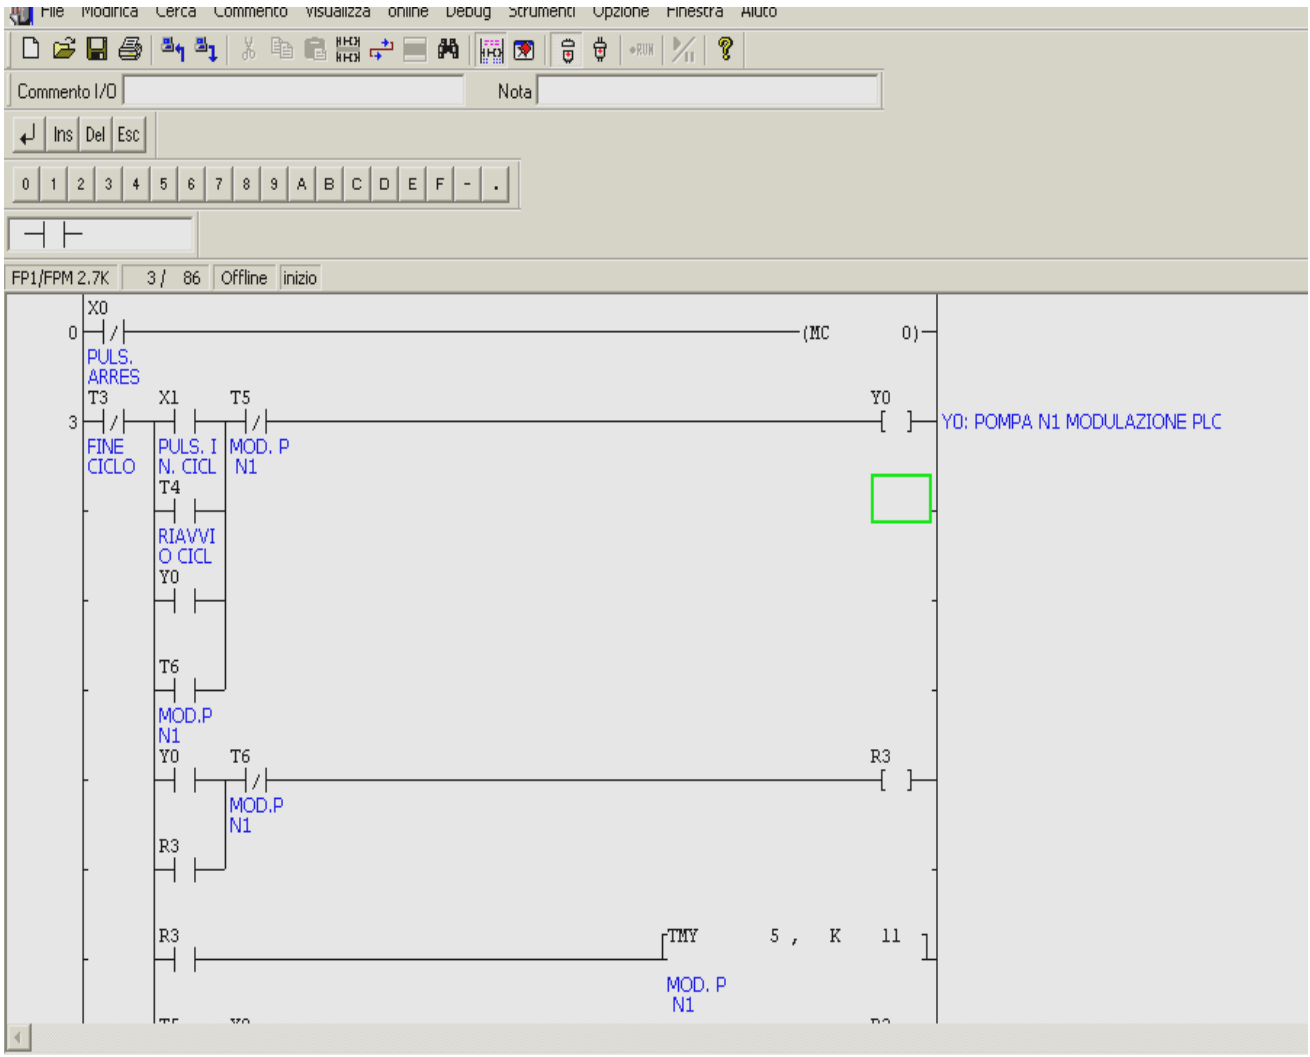 File Modifica Cerca Commento Visualizza online Debug Strumenti Opzione Finestra Aiuto
RUN
Commento I/O Nota
Ins Del Esc
0 1 2 3 4 5 6 7 8 9 A B C D E F - .
FP1/FPM 2.7K 3 / 86 Offline inizio
X0
0 (MC 0)
PULS.
ARRES
T3 X1 T5 Y0
3 Y0: POMPA N1 MODULAZIONE PLC
FINE PULS. I MOD. P
CICLO N. CICL N1
T4
RIAVVI
O CICL
Y0
T6
MOD.P
N1
Y0 T6 R3
MOD.P
N1
R3
R3 TMY 5 , K 11
MOD. P
N1